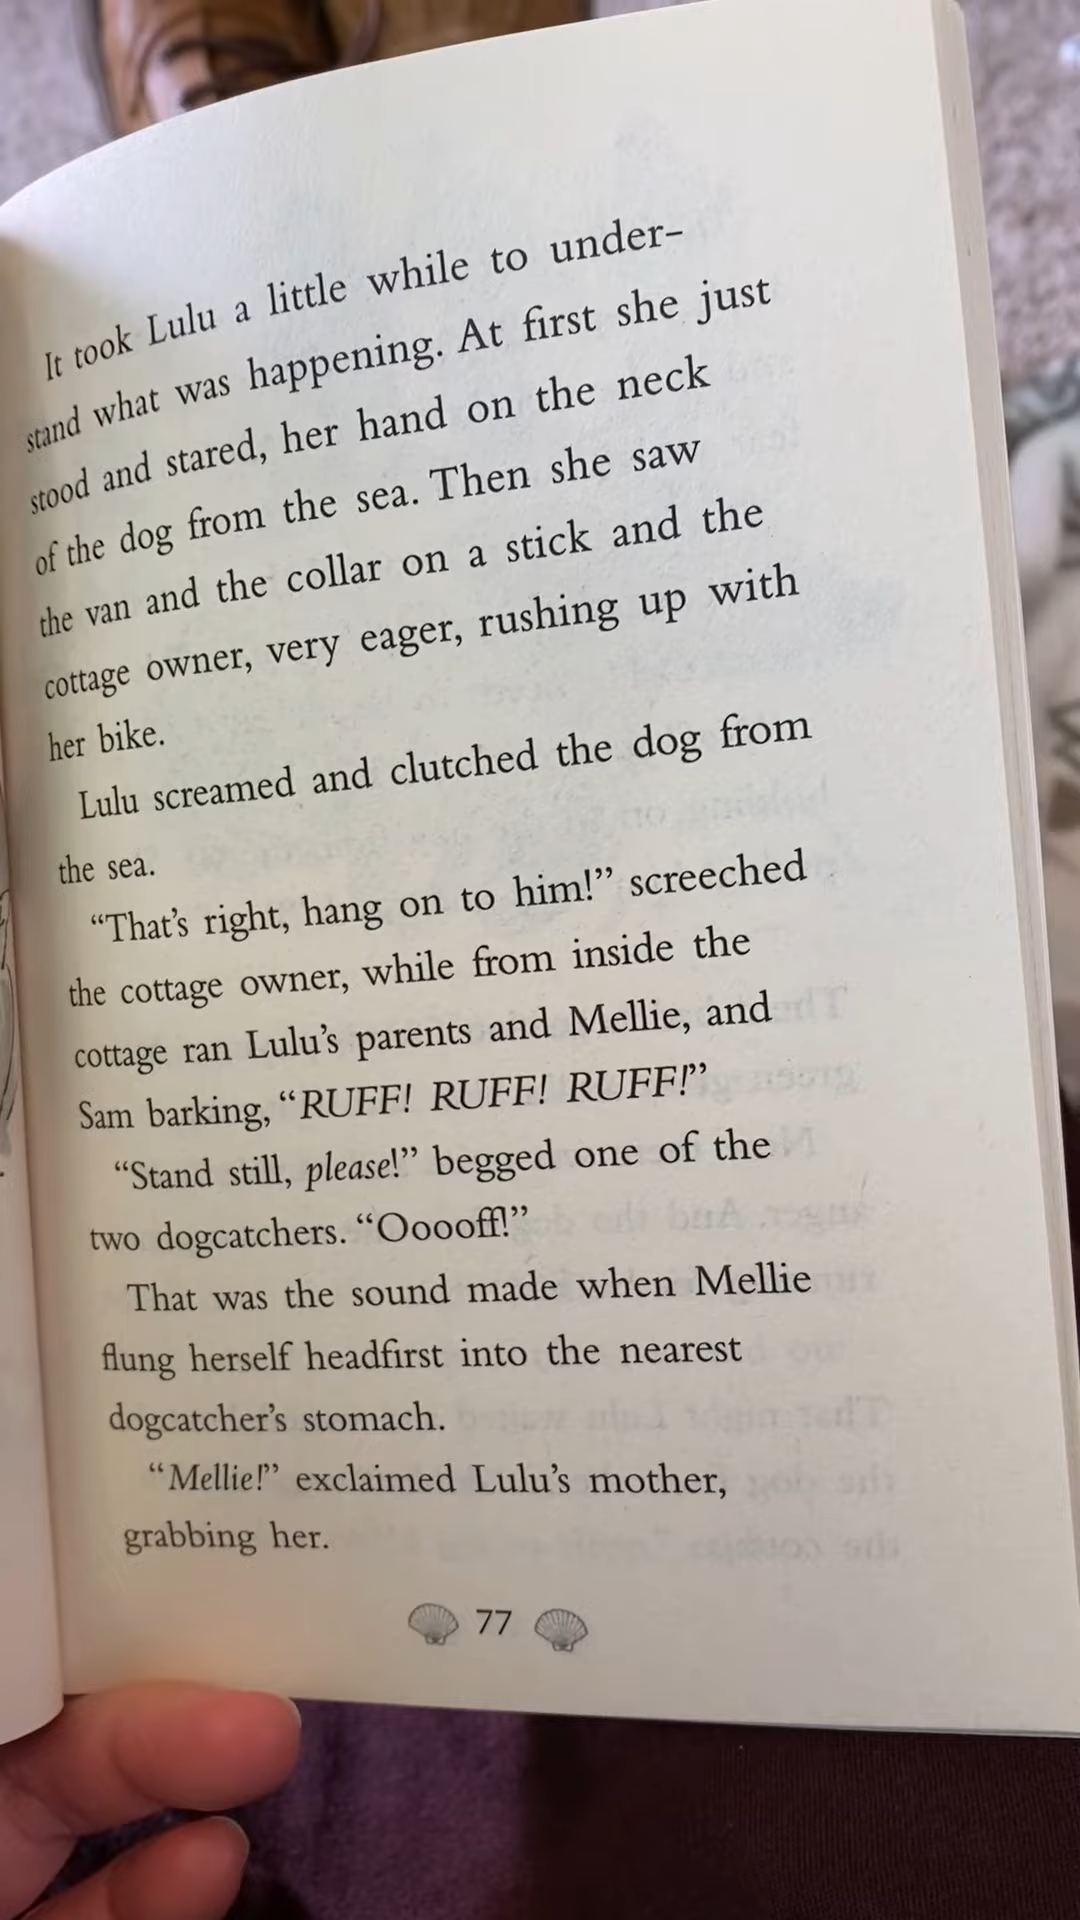 It took Lulu a little while to under-
stand what was happening. At first she just
stood and stared, her hand on the neck
of the dog from the sea. Then she saw
the van and the collar on a stick and the
cottage owner, very eager, rushing up with
her bike.
Lulu screamed and clutched the dog from
the sea.
“That’s right, hang on to him!” screeched
the cottage owner, while from inside the
cottage ran Lulu’s parents and Mellie, and
Sam barking, “RUFF! RUFF! RUFF!”
“Stand still, please!” begged one of the
two dogcatchers. “Ooooff!”
That was the sound made when Mellie
flung herself headfirst into the nearest
dogcatcher’s stomach.
“Mellie!” exclaimed Lulu’s mother,
grabbing her.
77